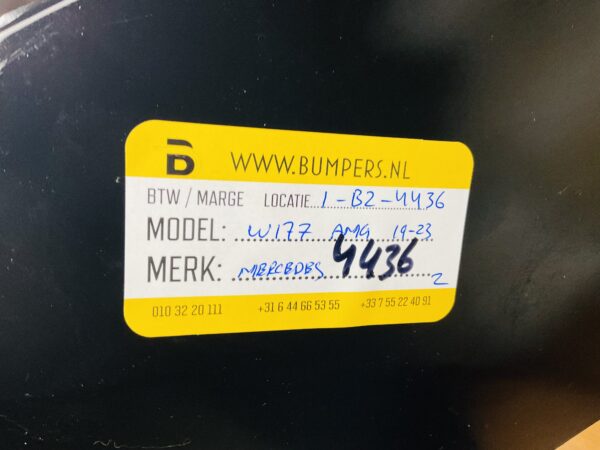 B WWW.BUMPERS.NL
BTW / MARGE LOCATIE 1-B2-4436
MODEL: W177 AMG 19-23
MERK: MERCEDES 4436 2
010 32 20 111 +31 6 44 66 53 55 +33 7 55 22 40 91